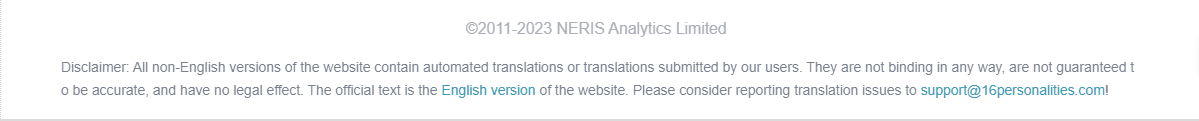 ©2011-2023 NERIS Analytics Limited
Disclaimer: All non-English versions of the website contain automated translations or translations submitted by our users. They are not binding in any way, are not guaranteed t
o be accurate, and have no legal effect. The official text is the English version of the website. Please consider reporting translation issues to support@16personalities.com!